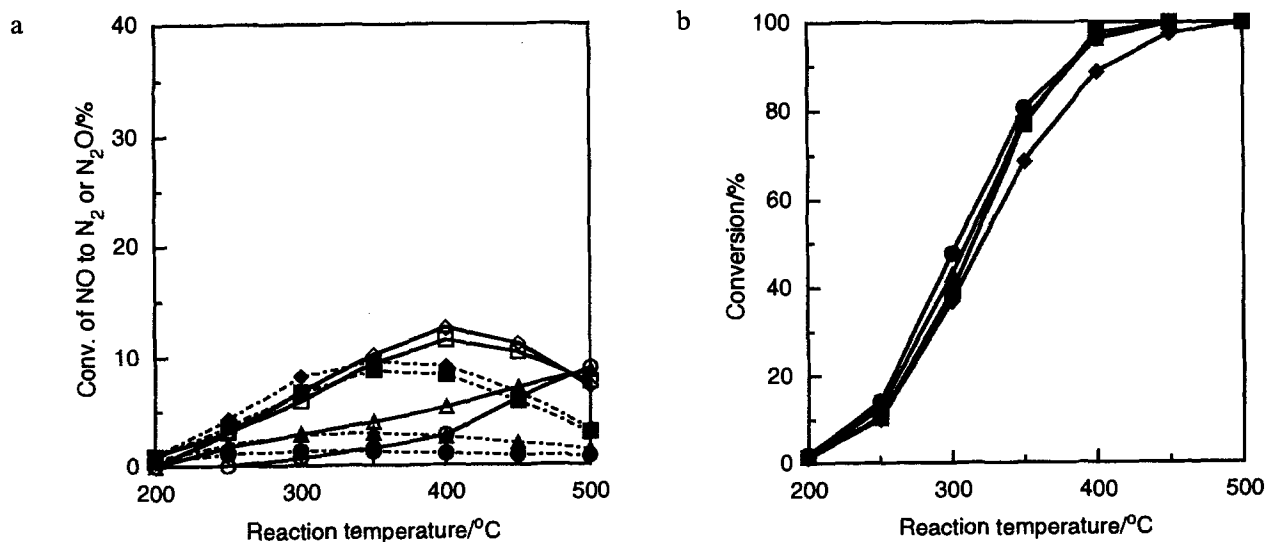 a
40
30
20
10
0
Conv. of NO to N₂ or N₂O/%
200 300 400 500
Reaction temperature/°C
b
100
80
60
40
20
0
Conversion/%
200 300 400 500
Reaction temperature/°C